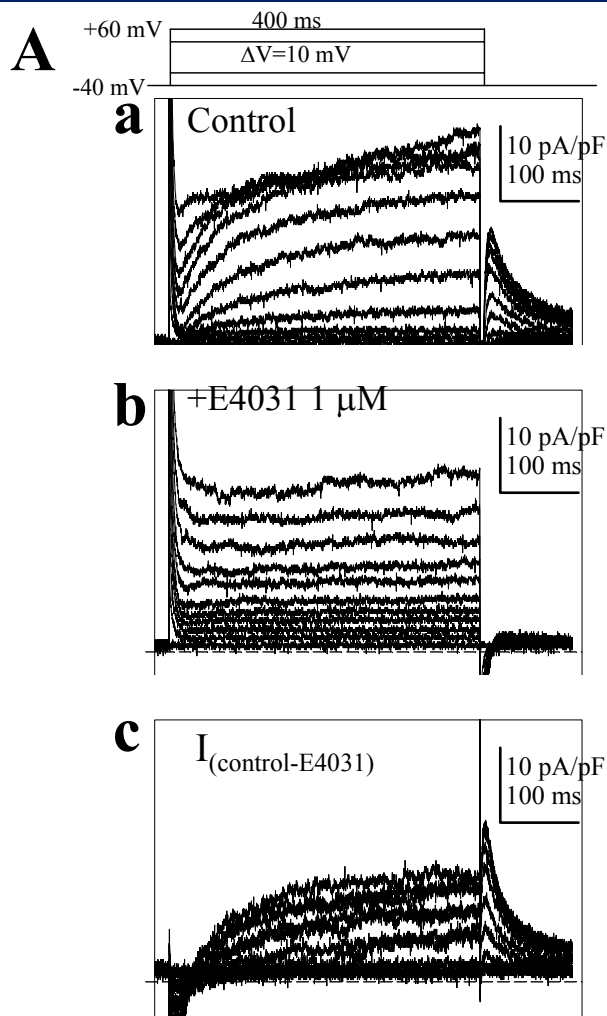 A
+60 mV
400 ms
ΔV=10 mV
-40 mV
a
Control
10 pA/pF
100 ms
b
+E4031 1 μM
10 pA/pF
100 ms
c
I(control-E4031)
10 pA/pF
100 ms